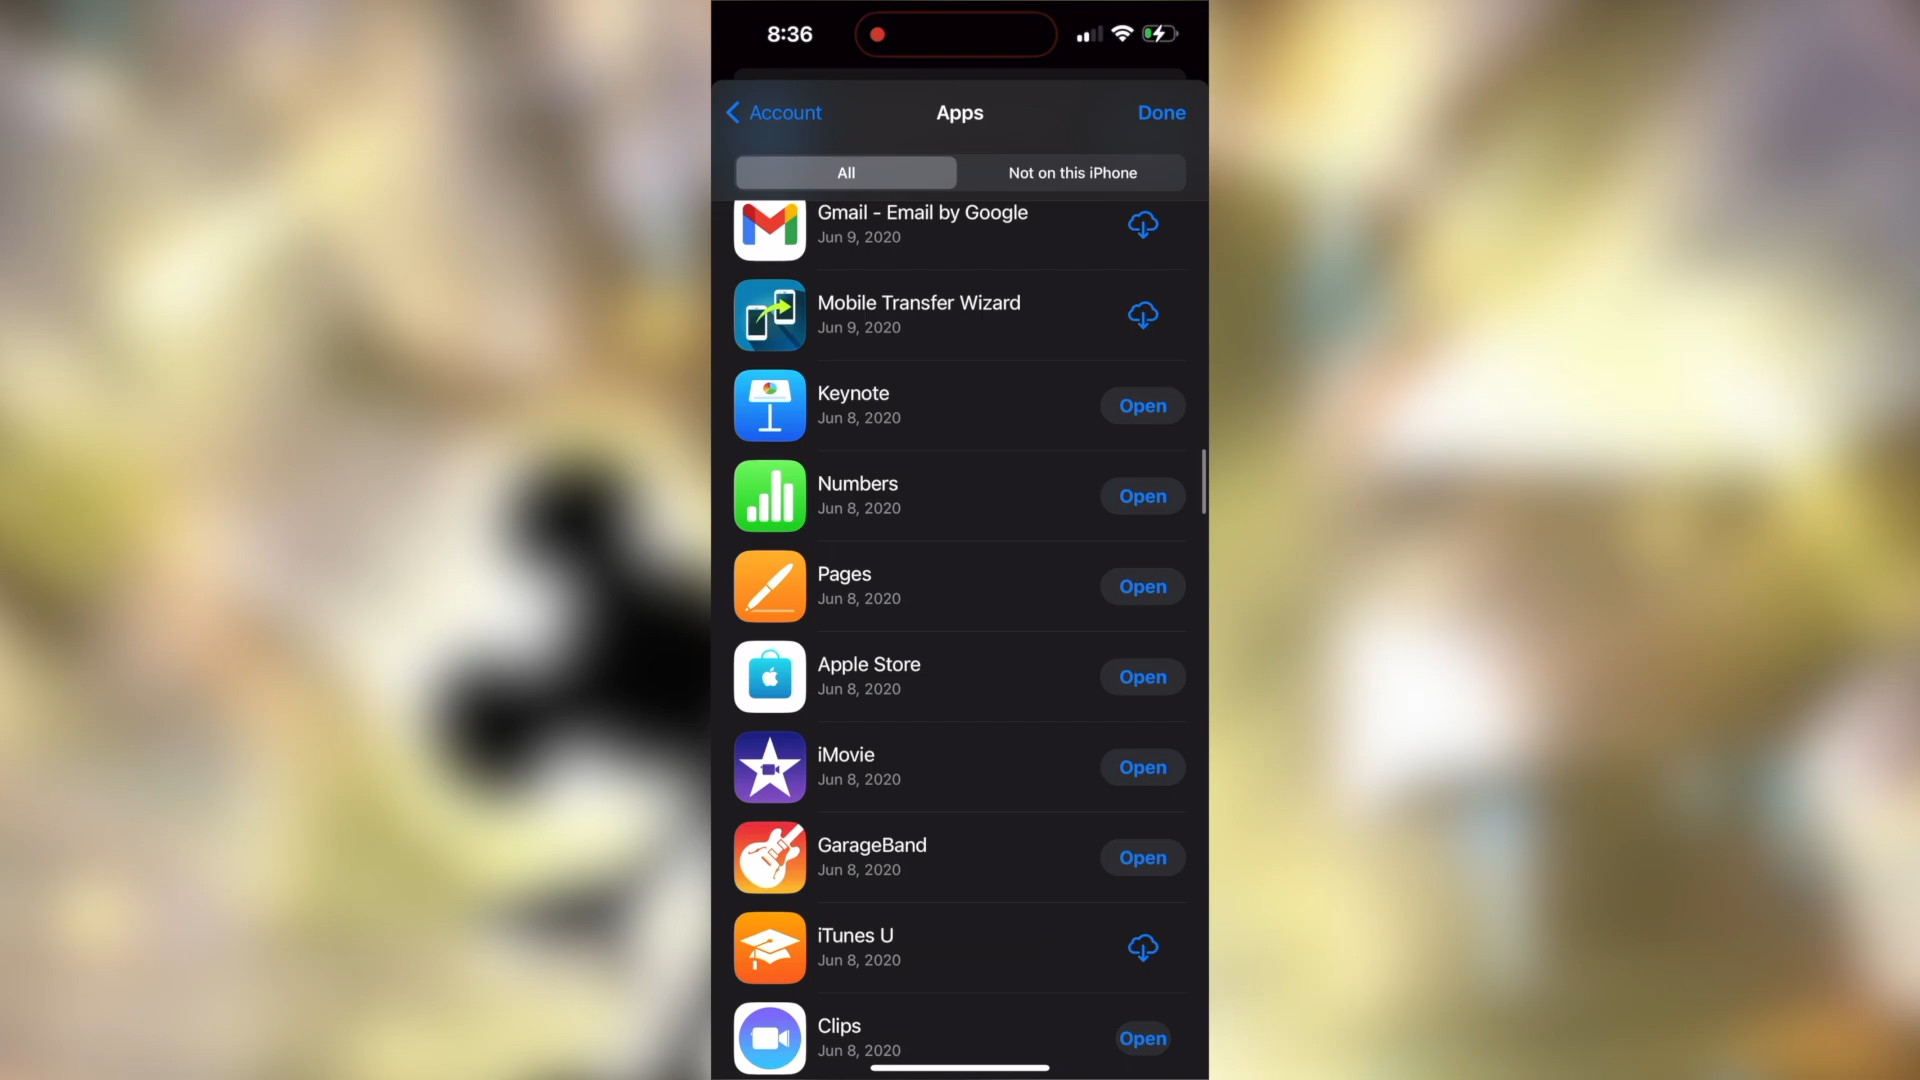 8:36
Account
Apps
Done
All
Not on this iPhone
Gmail - Email by Google
Jun 9, 2020
Mobile Transfer Wizard
Jun 9, 2020
Keynote
Jun 8, 2020
Open
Numbers
Jun 8, 2020
Open
Pages
Jun 8, 2020
Open
Apple Store
Jun 8, 2020
Open
iMovie
Jun 8, 2020
Open
GarageBand
Jun 8, 2020
Open
iTunes U
Jun 8, 2020
Clips
Jun 8, 2020
Open